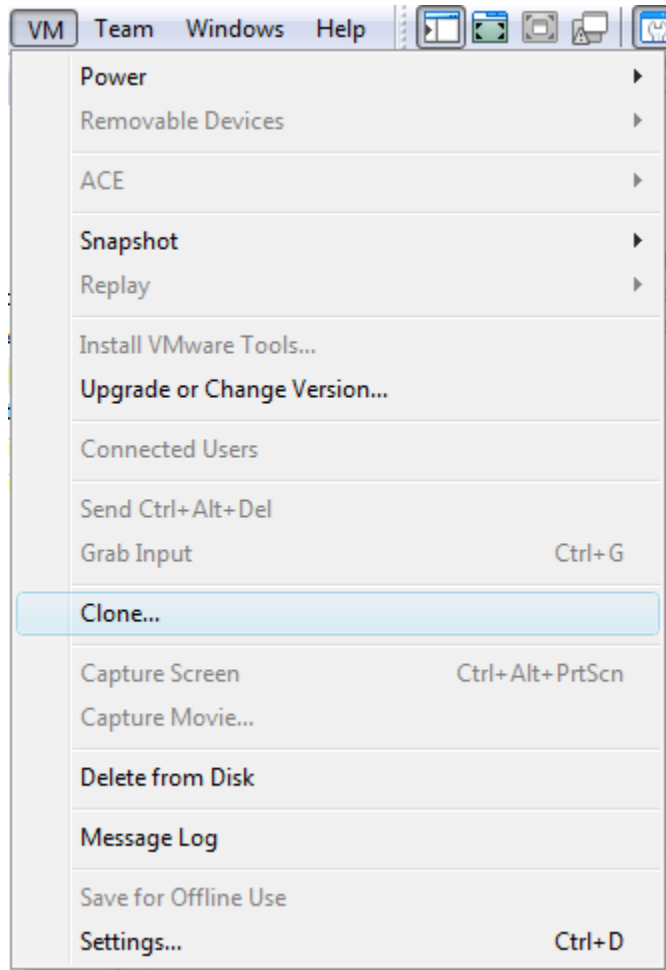 VM Team Windows Help
Power
Removable Devices
ACE
Snapshot
Replay
Install VMware Tools...
Upgrade or Change Version...
Connected Users
Send Ctrl+Alt+Del
Grab Input Ctrl+G
Clone...
Capture Screen Ctrl+Alt+PrtScn
Capture Movie...
Delete from Disk
Message Log
Save for Offline Use
Settings... Ctrl+D